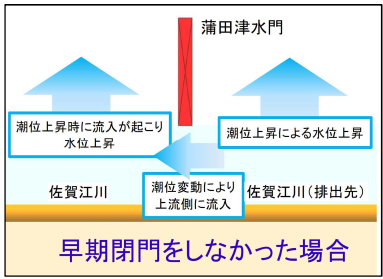 蒲田津水門
潮位上昇時に流入が起こり
水位上昇
潮位上昇による水位上昇
佐賀江川
潮位変動により
上流側に流入
佐賀江川（排出先）
早期閉門をしなかった場合